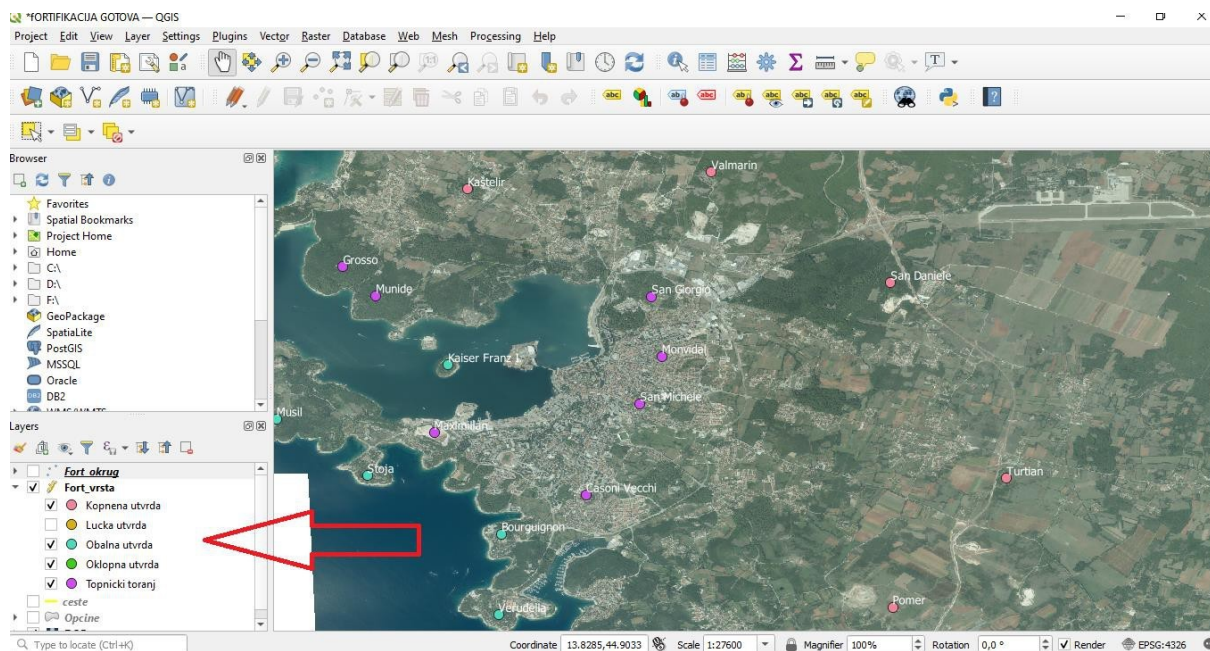 *fORTIFIKACIJA GOTOVA — QGIS
Project Edit View Layer Settings Plugins Vector Raster Database Web Mesh Processing Help
Browser
Favorites
Spatial Bookmarks
Project Home
Home
C:\
D:\
F:\
GeoPackage
SpatiaLite
PostGIS
MSSQL
Oracle
DB2
WMS/WMTS
Layers
Fort_okrug
Fort_vrsta
Kopnena utvrda
Lucka utvrda
Obalna utvrda
Oklopna utvrda
Topnicki toranj
ceste
Opcine
Valmarin
Kaštelir
Grosso
San Daniele
Munide
San Giorgio
Monvidal
Kaiser Franz 1.
San Michele
Musil
Maximilian
Stoja
Turtian
Casoni Vecchi
Bourguignon
Pomer
Verudella
Type to locate (Ctrl+K) Coordinate 13.8285,44.9033 Scale 1:27600 Magnifier 100% Rotation 0,0 ° Render EPSG:4326